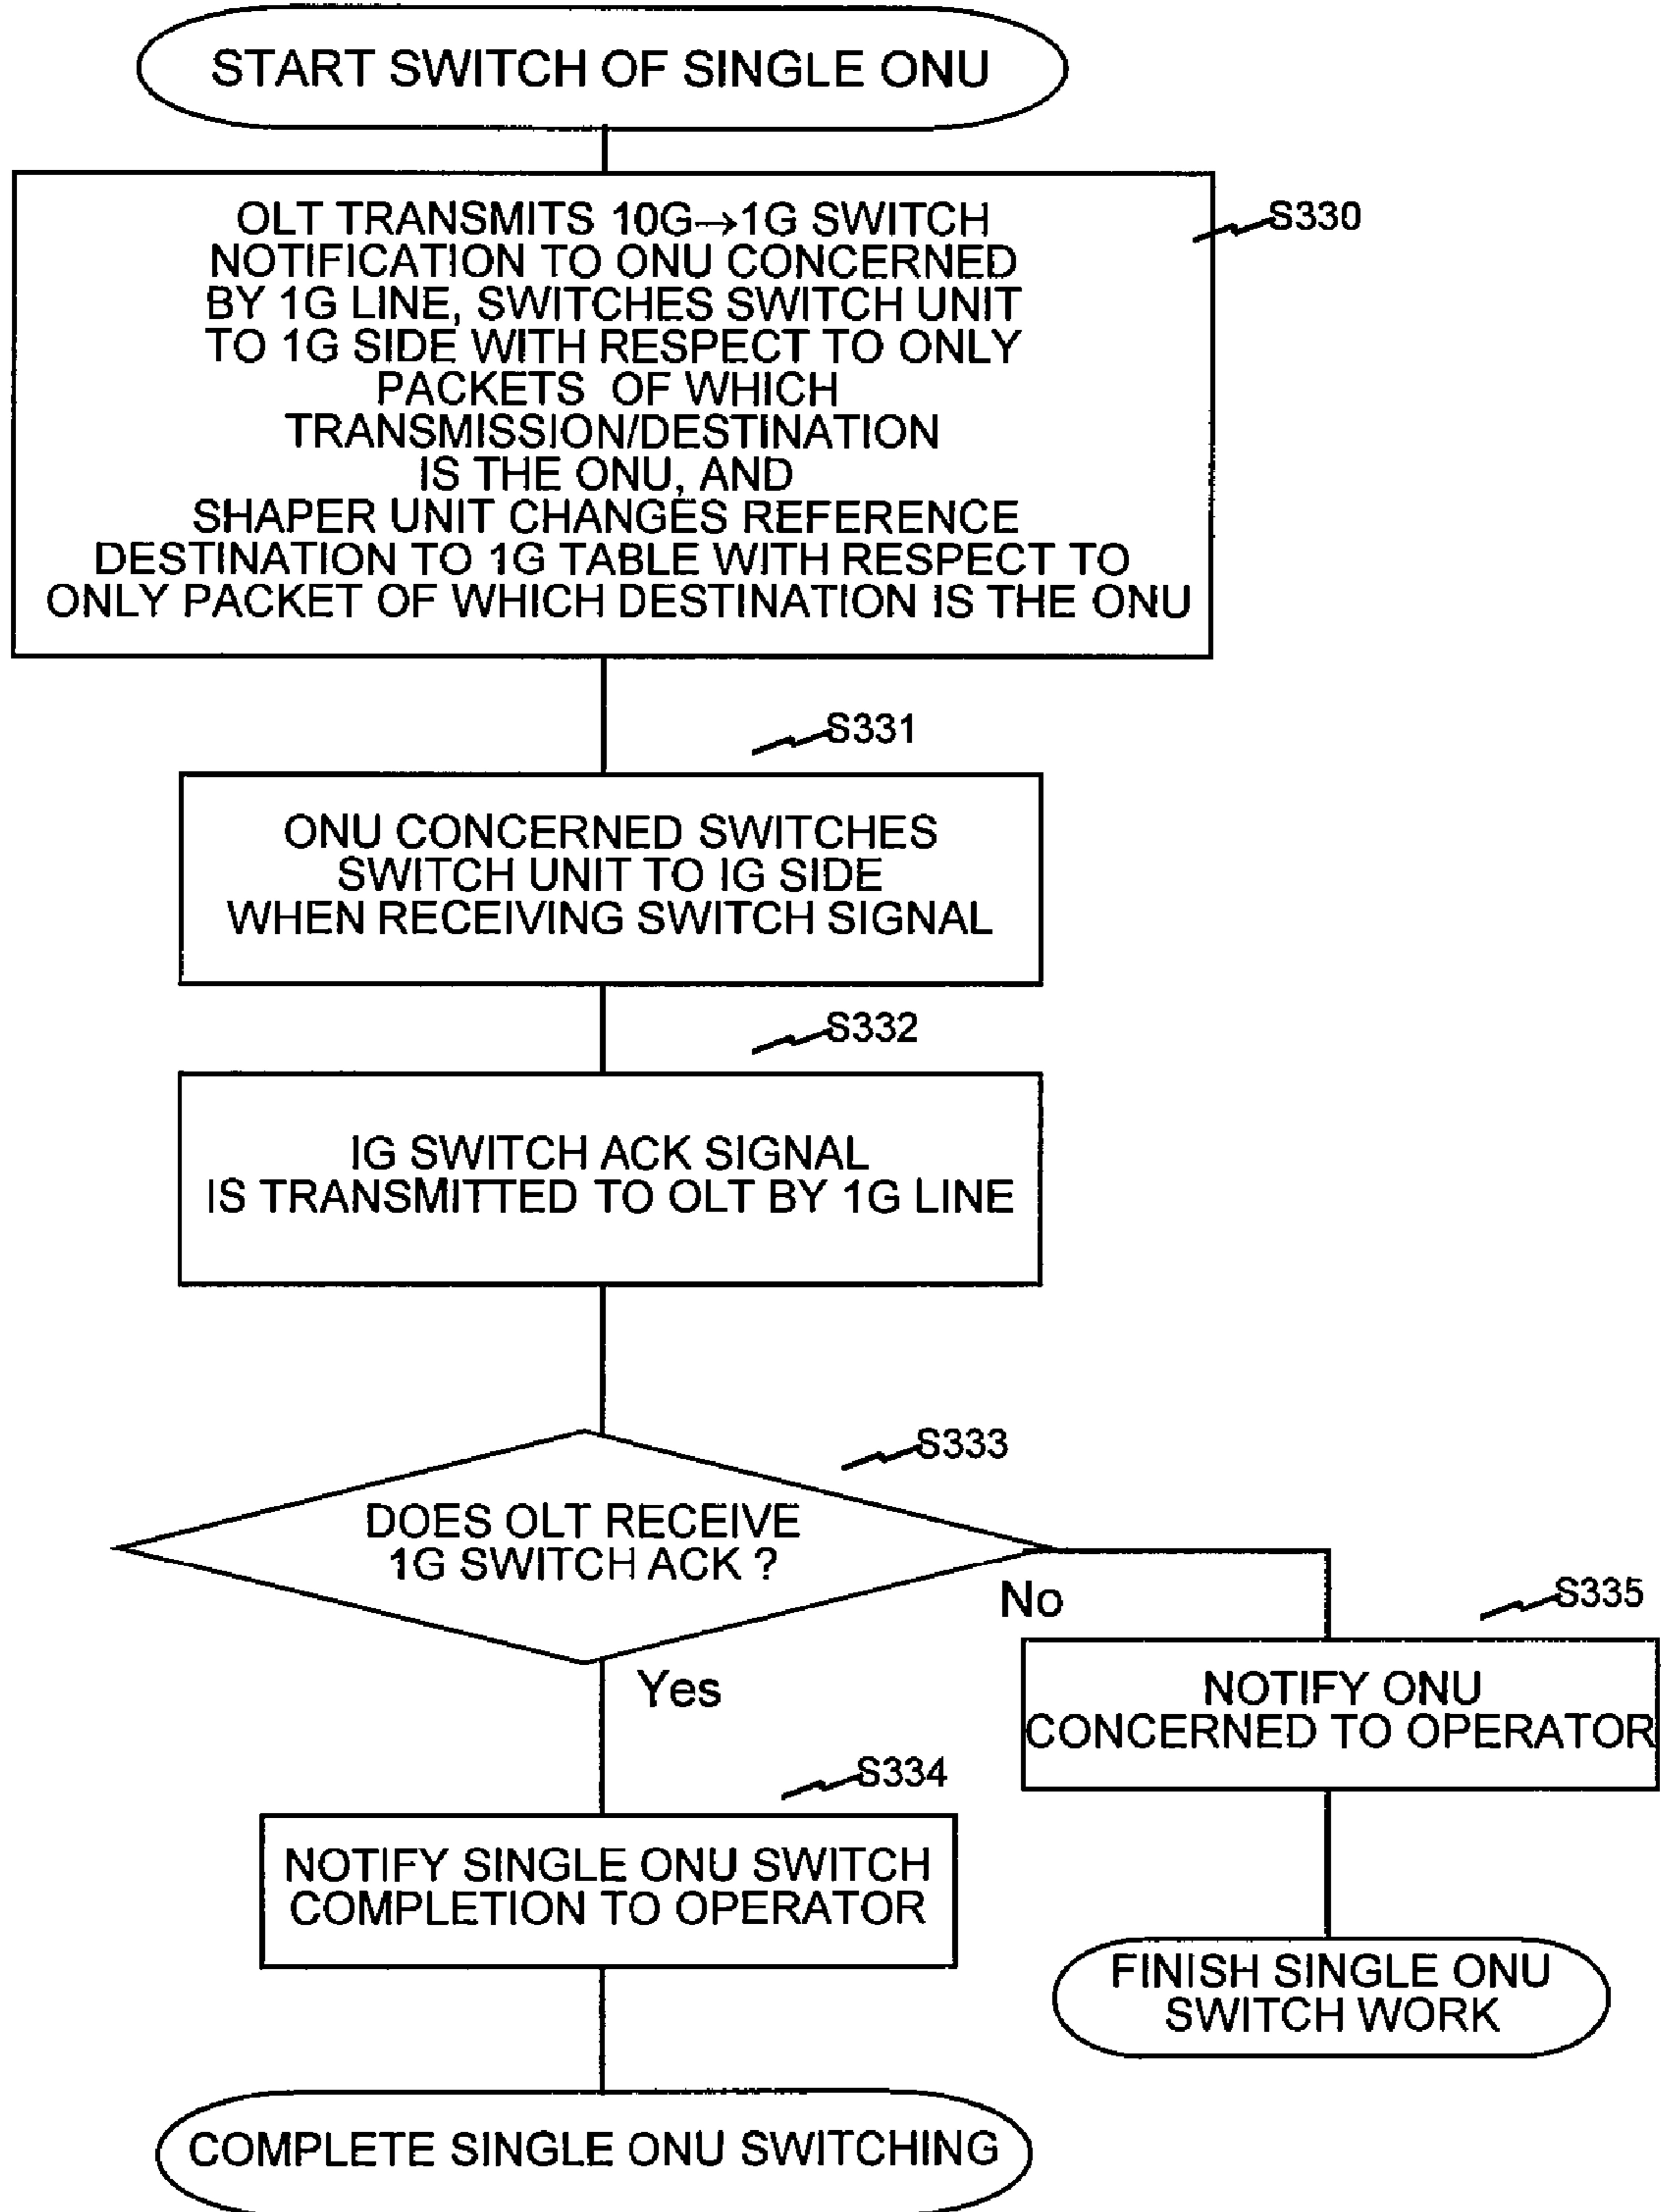 START SWITCH OF SINGLE ONU
OLT TRANSMITS 10G→1G SWITCH
NOTIFICATION TO ONU CONCERNED
BY 1G LINE, SWITCHES SWITCH UNIT
TO 1G SIDE WITH RESPECT TO ONLY
PACKETS OF WHICH
TRANSMISSION/DESTINATION
IS THE ONU, AND
SHAPER UNIT CHANGES REFERENCE
DESTINATION TO 1G TABLE WITH RESPECT TO
ONLY PACKET OF WHICH DESTINATION IS THE ONU
S330
S331
ONU CONCERNED SWITCHES
SWITCH UNIT TO IG SIDE
WHEN RECEIVING SWITCH SIGNAL
S332
IG SWITCH ACK SIGNAL
IS TRANSMITTED TO OLT BY 1G LINE
S333
DOES OLT RECEIVE
1G SWITCH ACK ?
No
Yes
S335
NOTIFY ONU
CONCERNED TO OPERATOR
S334
NOTIFY SINGLE ONU SWITCH
COMPLETION TO OPERATOR
FINISH SINGLE ONU
SWITCH WORK
COMPLETE SINGLE ONU SWITCHING